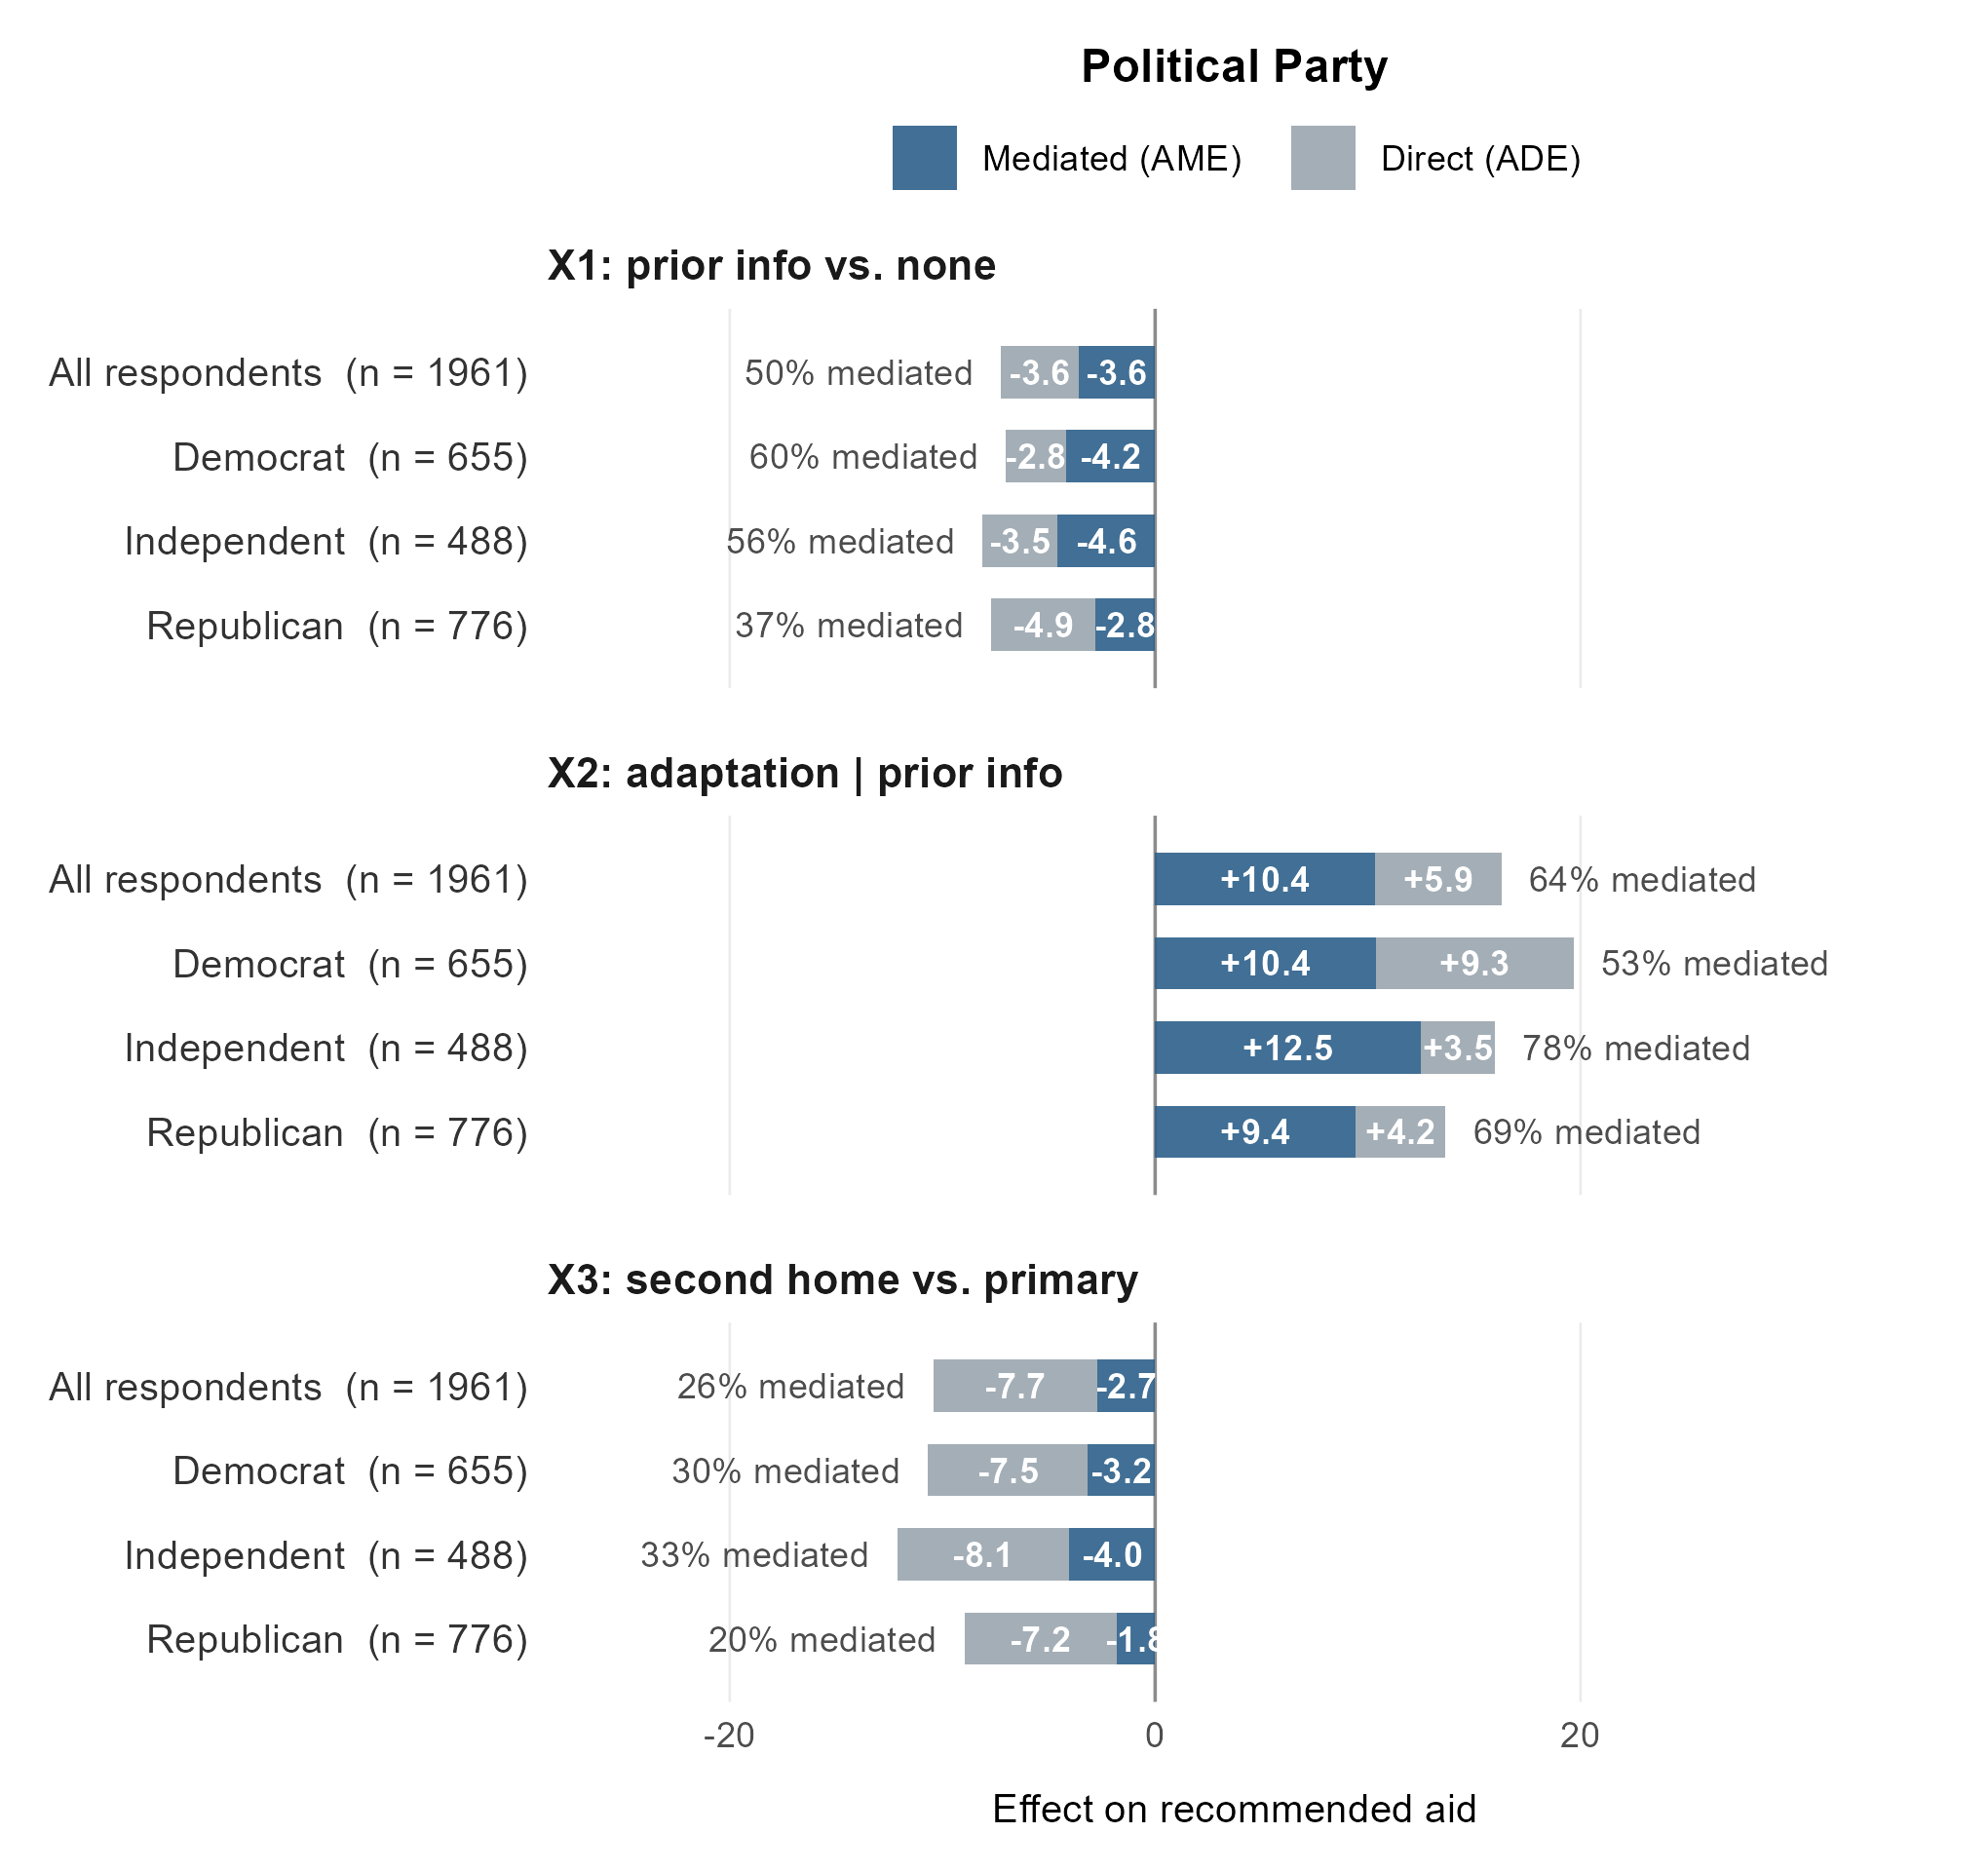 Political Party
Mediated (AME) Direct (ADE)
X1: prior info vs. none
All respondents (n = 1961) 50% mediated -3.6 -3.6
Democrat (n = 655) 60% mediated -2.8 -4.2
Independent (n = 488) 56% mediated -3.5 -4.6
Republican (n = 776) 37% mediated -4.9 -2.8
X2: adaptation | prior info
All respondents (n = 1961) +10.4 +5.9 64% mediated
Democrat (n = 655) +10.4 +9.3 53% mediated
Independent (n = 488) +12.5 +3.5 78% mediated
Republican (n = 776) +9.4 +4.2 69% mediated
X3: second home vs. primary
All respondents (n = 1961) 26% mediated -7.7 -2.7
Democrat (n = 655) 30% mediated -7.5 -3.2
Independent (n = 488) 33% mediated -8.1 -4.0
Republican (n = 776) 20% mediated -7.2 -1.8
-20 0 20
Effect on recommended aid